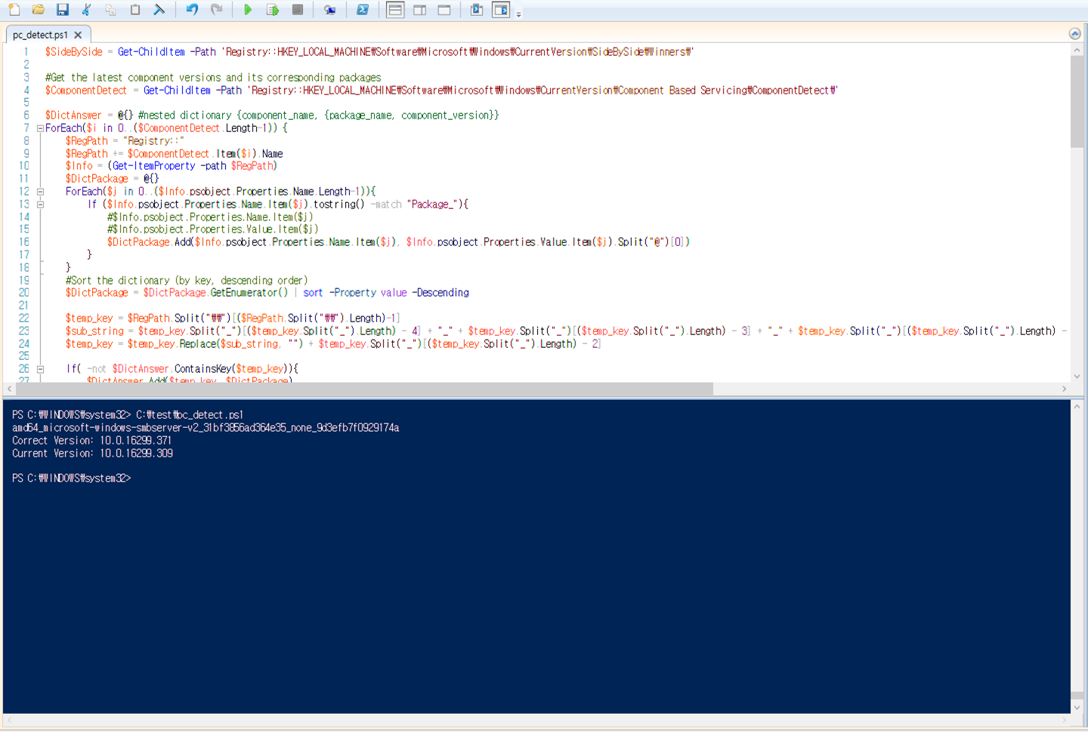 pc_detect.ps1
1 $SideBySide = Get-ChildItem -Path 'Registry::HKEY_LOCAL_MACHINE₩Software₩Microsoft₩Windows₩CurrentVersion₩SideBySide₩Winners₩'
2
3 #Get the latest component versions and its corresponding packages
4 $ComponentDetect = Get-ChildItem -Path 'Registry::HKEY_LOCAL_MACHINE₩Software₩Microsoft₩Windows₩CurrentVersion₩Component Based Servicing₩ComponentDetect₩'
5
6 $DictAnswer = @{} #nested dictionary {component_name, {package_name, component_version}}
7 ForEach($i in 0..($ComponentDetect.Length-1)) {
8 $RegPath = "Registry::"
9 $RegPath += $ComponentDetect.Item($i).Name
10 $Info = (Get-ItemProperty -path $RegPath)
11 $DictPackage = @{}
12 ForEach($j in 0..($Info.psobject.Properties.Name.Length-1)){
13 If ($Info.psobject.Properties.Name.Item($j).tostring() -match "Package_"){
14 #$Info.psobject.Properties.Name.Item($j)
15 #$Info.psobject.Properties.Value.Item($j)
16 $DictPackage.Add($Info.psobject.Properties.Name.Item($j), $Info.psobject.Properties.Value.Item($j).Split("@")[0])
17 }
18 }
19 #Sort the dictionary (by key, descending order)
20 $DictPackage = $DictPackage.GetEnumerator() | sort -Property value -Descending
21
22 $temp_key = $RegPath.Split("₩₩")[($RegPath.Split("₩₩").Length)-1]
23 $sub_string = $temp_key.Split("_")[($temp_key.Split("_").Length) - 4] + "_" + $temp_key.Split("_")[($temp_key.Split("_").Length) - 3] + "_" + $temp_key.Split("_")[($temp_key.Split("_").Length) -
24 $temp_key = $temp_key.Replace($sub_string, "") + $temp_key.Split("_")[($temp_key.Split("_").Length) - 2]
25
26 If( -not $DictAnswer.ContainsKey($temp_key)){
27 $DictAnswer.Add($temp_key, $DictPackage)
PS C:₩WINDOWS₩system32> C:₩test₩pc_detect.ps1
amd64_microsoft-windows-smbserver-v2_31bf3856ad364e35_none_9d3efb7f0929174a
Correct Version: 10.0.16299.371
Current Version: 10.0.16299.309
PS C:₩WINDOWS₩system32>